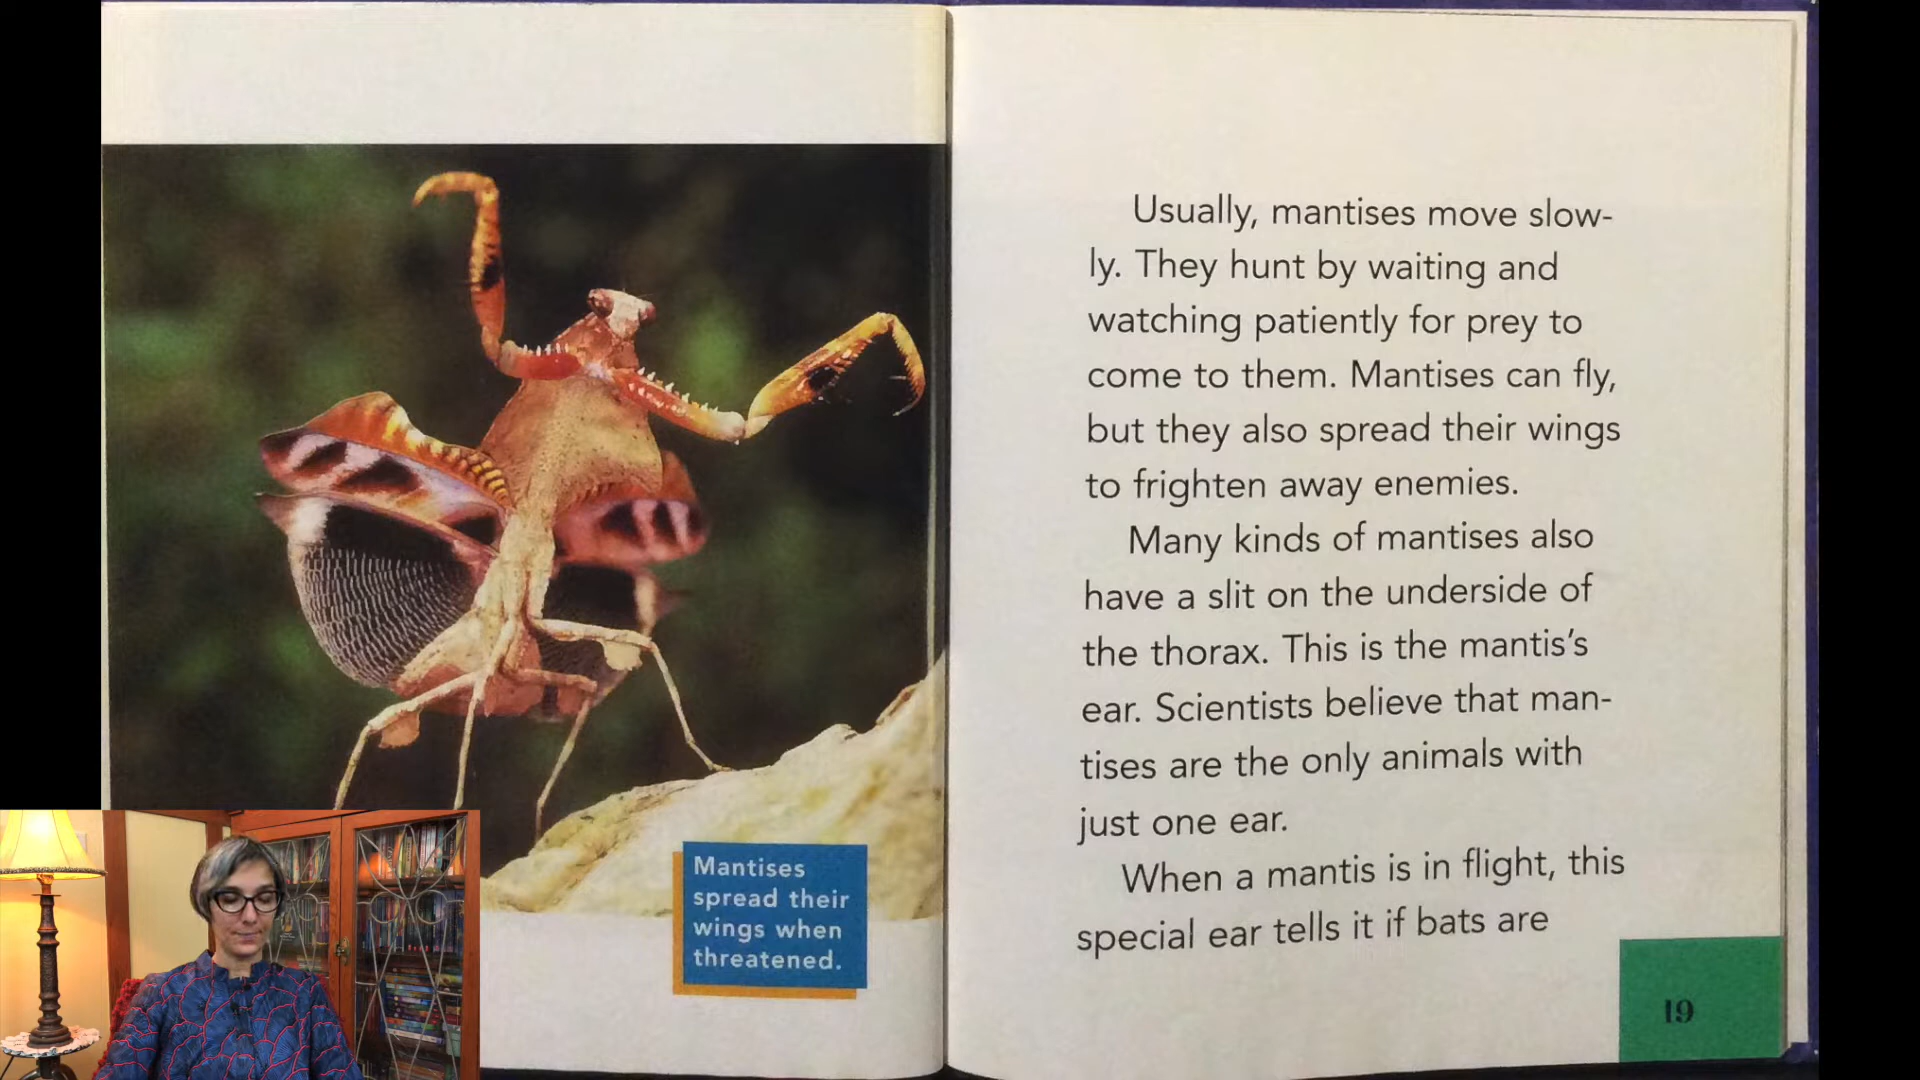 Mantises
spread their
wings when
threatened.
Usually, mantises move slow-
ly. They hunt by waiting and
watching patiently for prey to
come to them. Mantises can fly,
but they also spread their wings
to frighten away enemies.
Many kinds of mantises also
have a slit on the underside of
the thorax. This is the mantis’s
ear. Scientists believe that man-
tises are the only animals with
just one ear.
When a mantis is in flight, this
special ear tells it if bats are
19